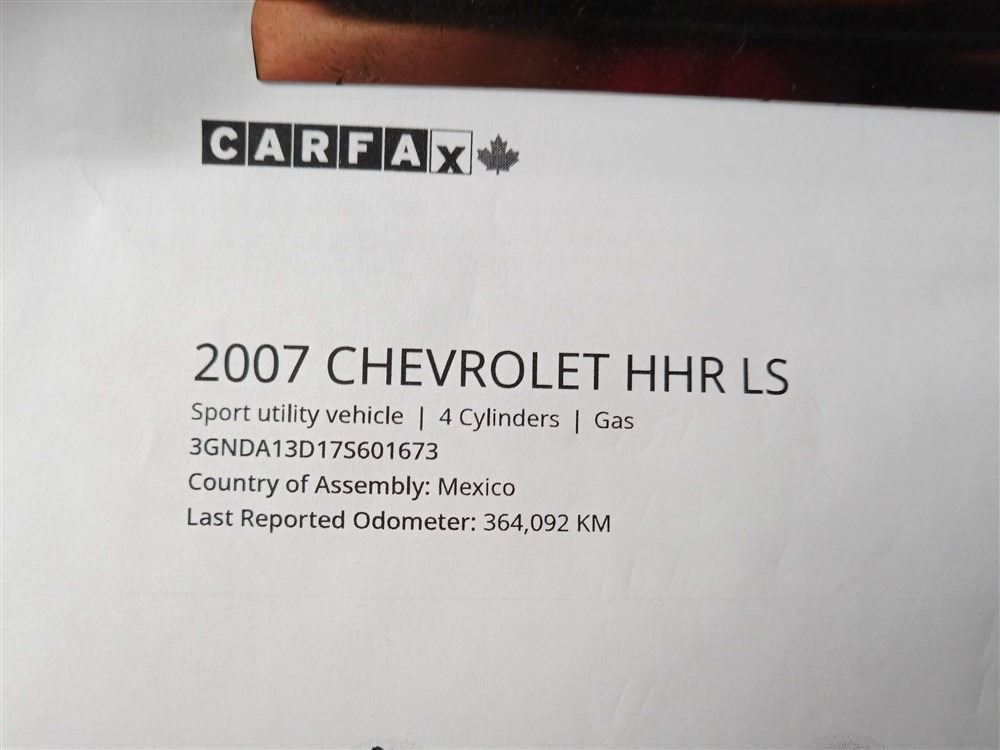 CARFAX
2007 CHEVROLET HHR LS
Sport utility vehicle | 4 Cylinders | Gas
3GNDA13D17S601673
Country of Assembly: Mexico
Last Reported Odometer: 364,092 KM